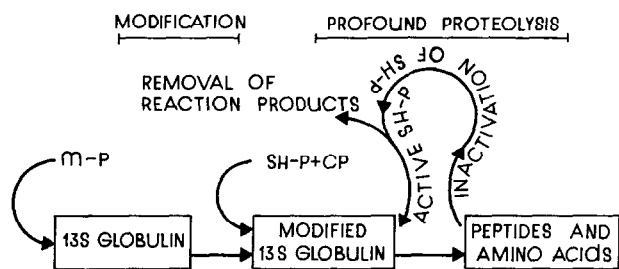 MODIFICATION
PROFOUND PROTEOLYSIS
REMOVAL OF
REACTION PRODUCTS
m-P
SH-P+CP
ACTIVE SH-P
INACTIVATION OF SH-P
13S GLOBULIN
MODIFIED
13S GLOBULIN
PEPTIDES AND
AMINO ACIdS